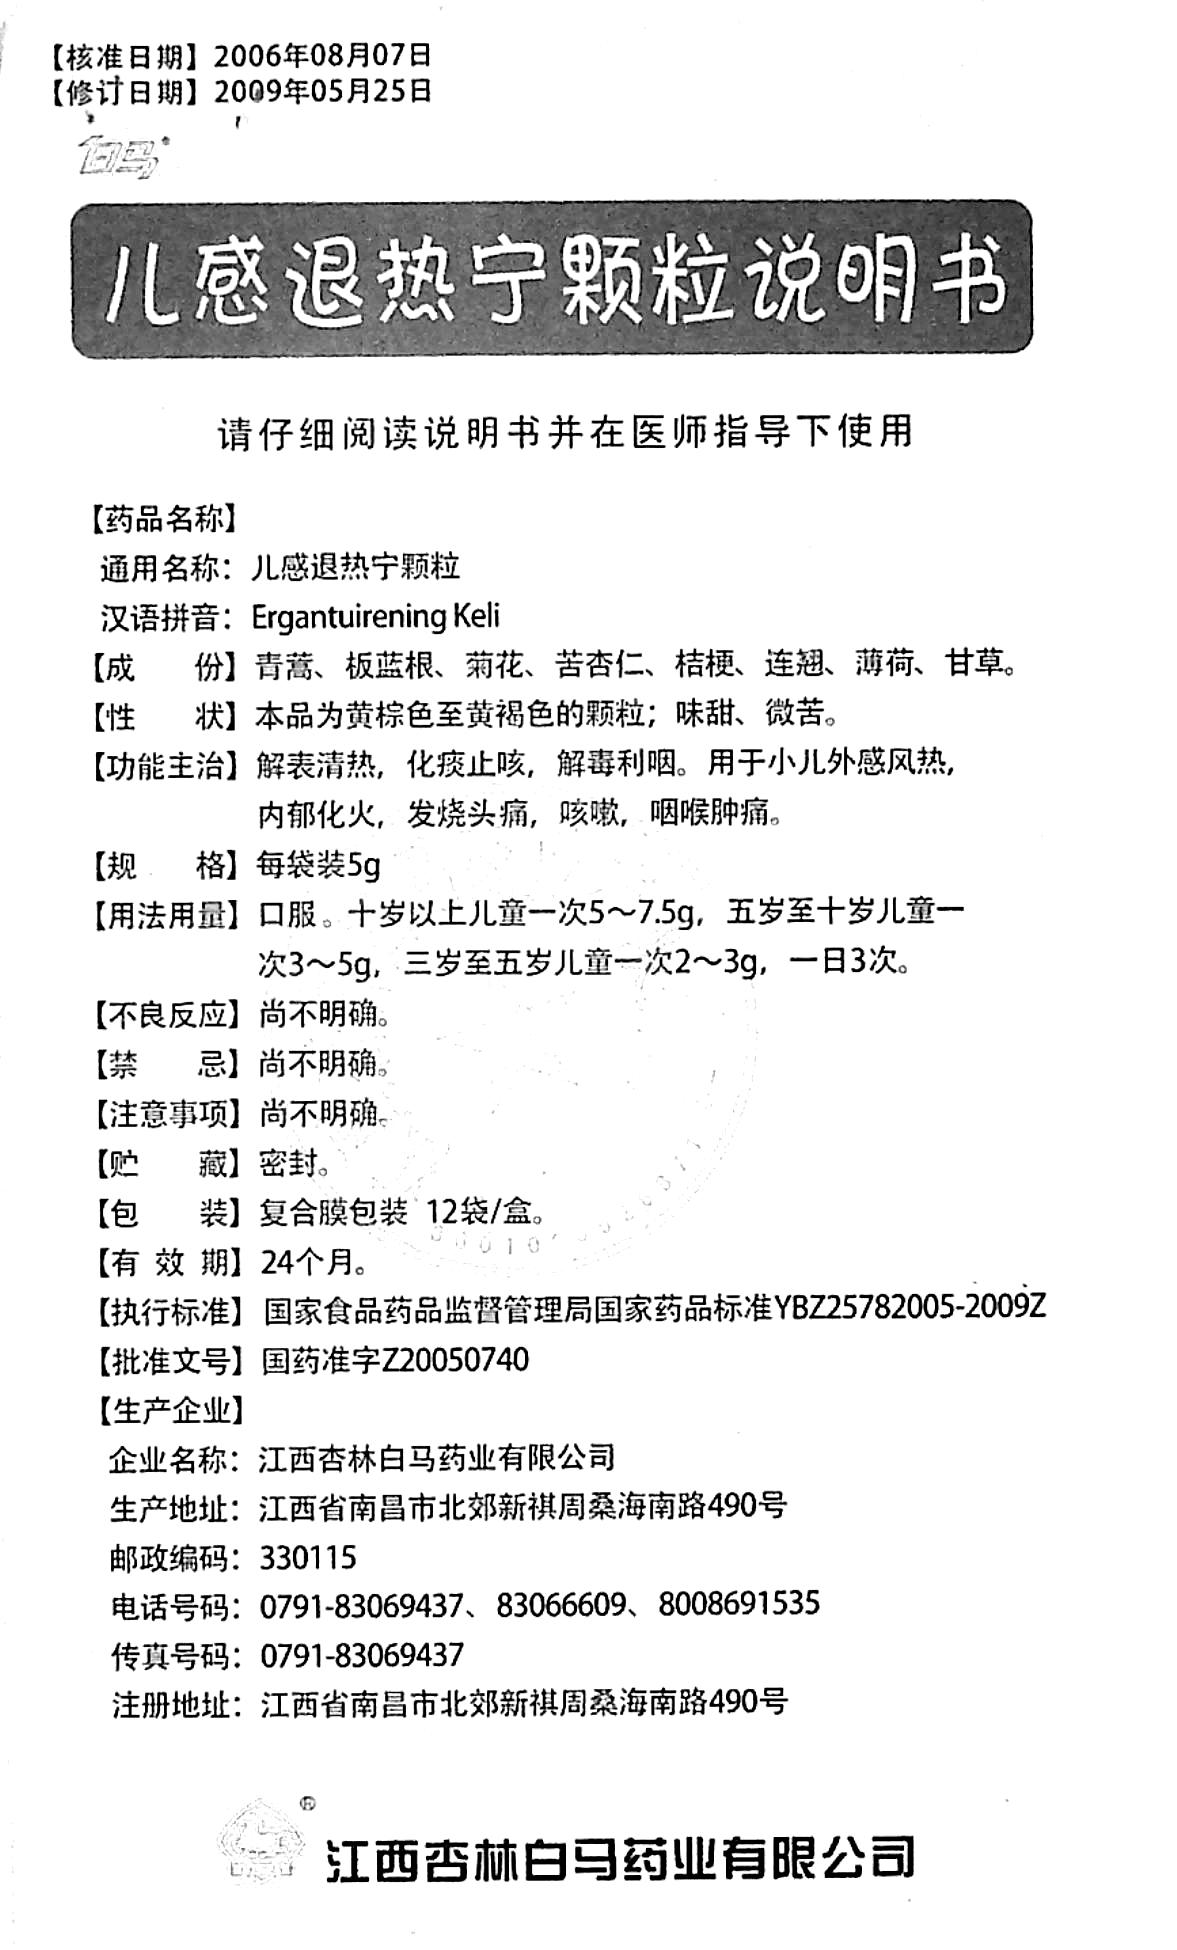 【核准日期】2006年08月07日
【修订日期】2009年05月25日
白马®
儿感退热宁颗粒说明书
请仔细阅读说明书并在医师指导下使用
【药品名称】
通用名称：儿感退热宁颗粒
汉语拼音：Ergantuirening Keli
【成　　份】青蒿、板蓝根、菊花、苦杏仁、桔梗、连翘、薄荷、甘草。
【性　　状】本品为黄棕色至黄褐色的颗粒；味甜、微苦。
【功能主治】解表清热，化痰止咳，解毒利咽。用于小儿外感风热，
内郁化火，发烧头痛，咳嗽，咽喉肿痛。
【规　　格】每袋装5g
【用法用量】口服。十岁以上儿童一次5～7.5g，五岁至十岁儿童一
次3～5g，三岁至五岁儿童一次2～3g，一日3次。
【不良反应】尚不明确。
【禁　　忌】尚不明确。
【注意事项】尚不明确。
【贮　　藏】密封。
【包　　装】复合膜包装 12袋/盒。
【有 效 期】24个月。
【执行标准】国家食品药品监督管理局国家药品标准YBZ25782005-2009Z
【批准文号】国药准字Z20050740
【生产企业】
企业名称：江西杏林白马药业有限公司
生产地址：江西省南昌市北郊新祺周桑海南路490号
邮政编码：330115
电话号码：0791-83069437、83066609、8008691535
传真号码：0791-83069437
注册地址：江西省南昌市北郊新祺周桑海南路490号
®
江西杏林白马药业有限公司